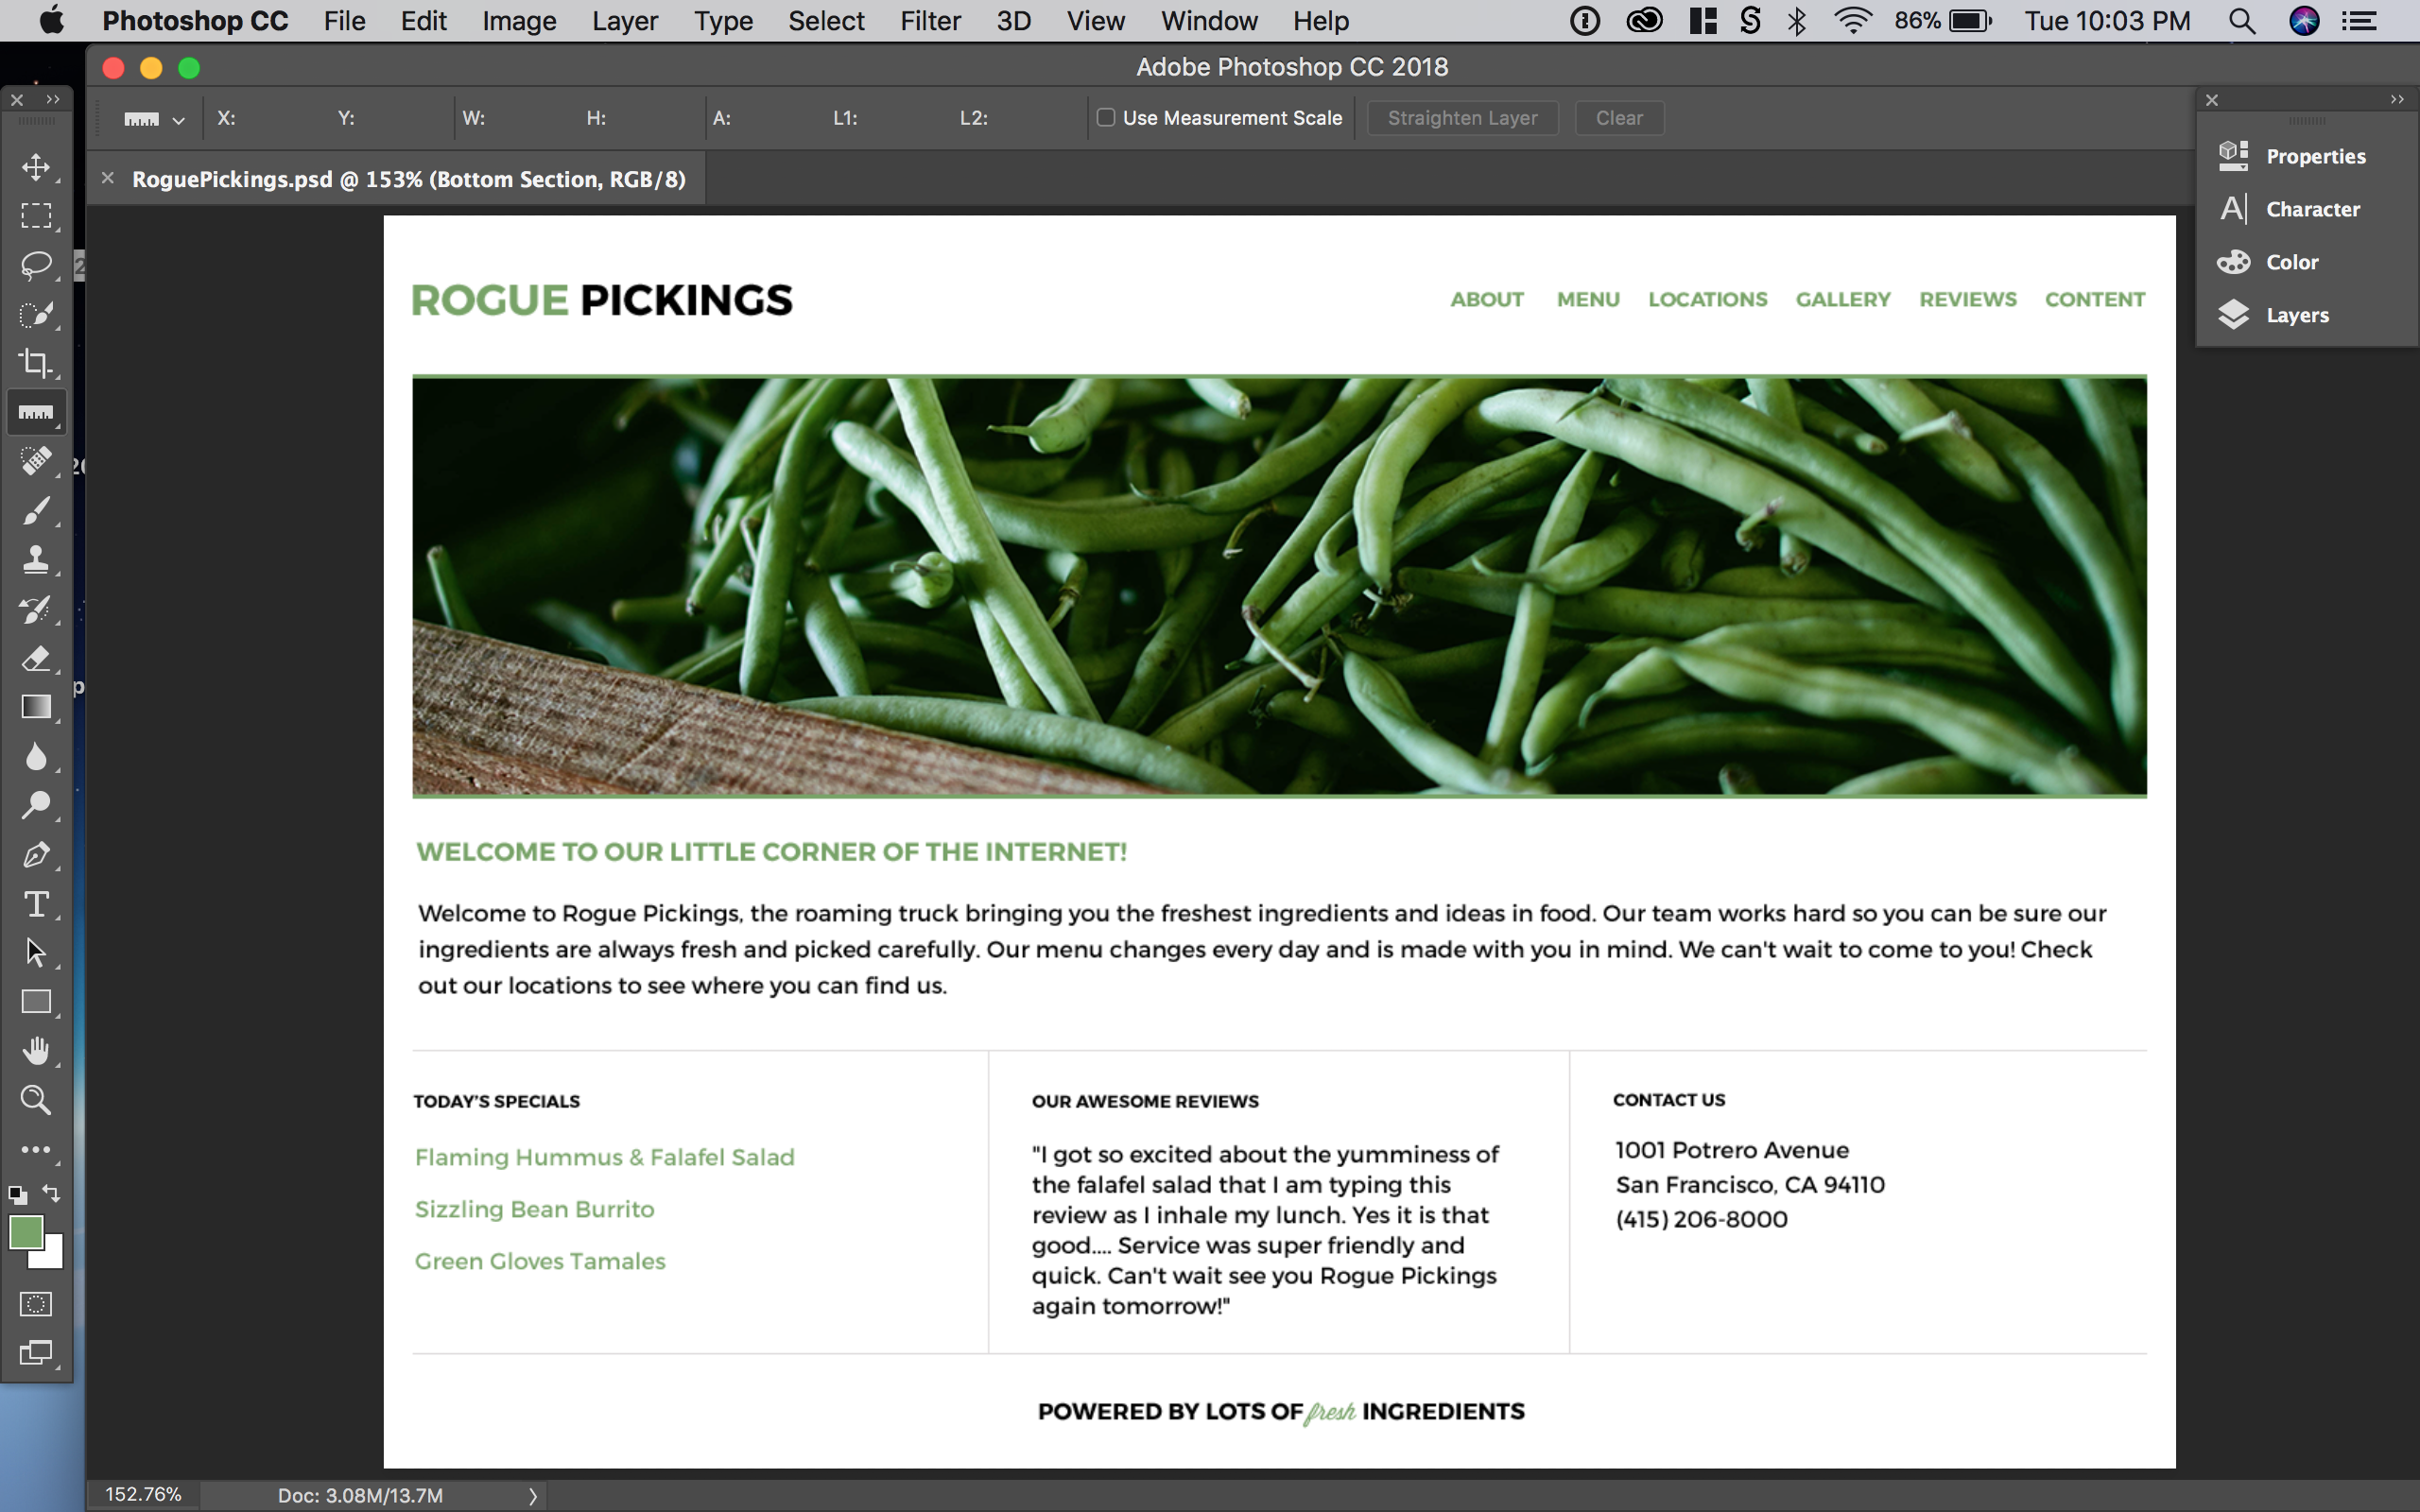 Photoshop CC File Edit Image Layer Type Select Filter 3D View Window Help 86% Tue 10:03 PM
Adobe Photoshop CC 2018
X: Y: W: H: A: L1: L2: Use Measurement Scale Straighten Layer Clear
RoguePickings.psd @ 153% (Bottom Section, RGB/8)
Properties
Character
Color
Layers
ROGUE PICKINGS
ABOUT MENU LOCATIONS GALLERY REVIEWS CONTENT
WELCOME TO OUR LITTLE CORNER OF THE INTERNET!
Welcome to Rogue Pickings, the roaming truck bringing you the freshest ingredients and ideas in food. Our team works hard so you can be sure our
ingredients are always fresh and picked carefully. Our menu changes every day and is made with you in mind. We can't wait to come to you! Check
out our locations to see where you can find us.
TODAY'S SPECIALS
Flaming Hummus & Falafel Salad
Sizzling Bean Burrito
Green Gloves Tamales
OUR AWESOME REVIEWS
"I got so excited about the yumminess of
the falafel salad that I am typing this
review as I inhale my lunch. Yes it is that
good.... Service was super friendly and
quick. Can't wait see you Rogue Pickings
again tomorrow!"
CONTACT US
1001 Potrero Avenue
San Francisco, CA 94110
(415) 206-8000
POWERED BY LOTS OF fresh INGREDIENTS
152.76% Doc: 3.08M/13.7M